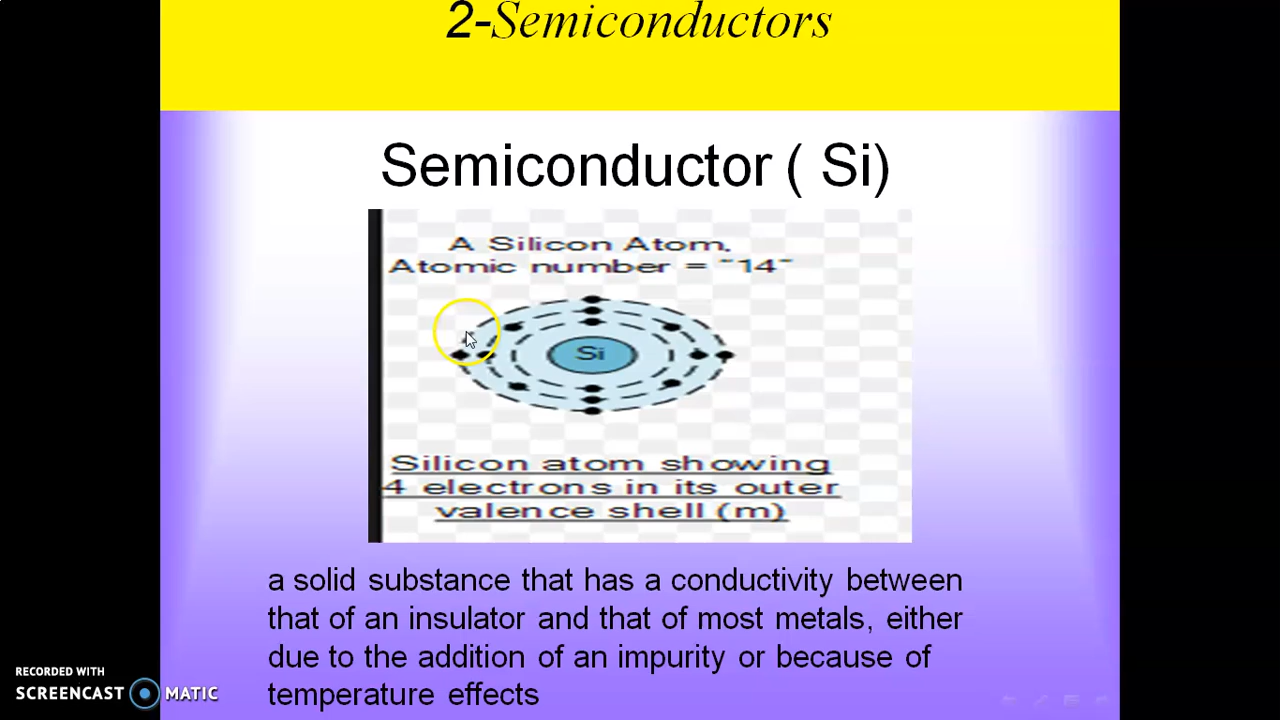 2-Semiconductors
Semiconductor ( Si)
A Silicon Atom,
Atomic number = "14"
Si
Silicon atom showing
4 electrons in its outer
valence shell (m)
a solid substance that has a conductivity between
that of an insulator and that of most metals, either
due to the addition of an impurity or because of
temperature effects
RECORDED WITH
SCREENCAST MATIC